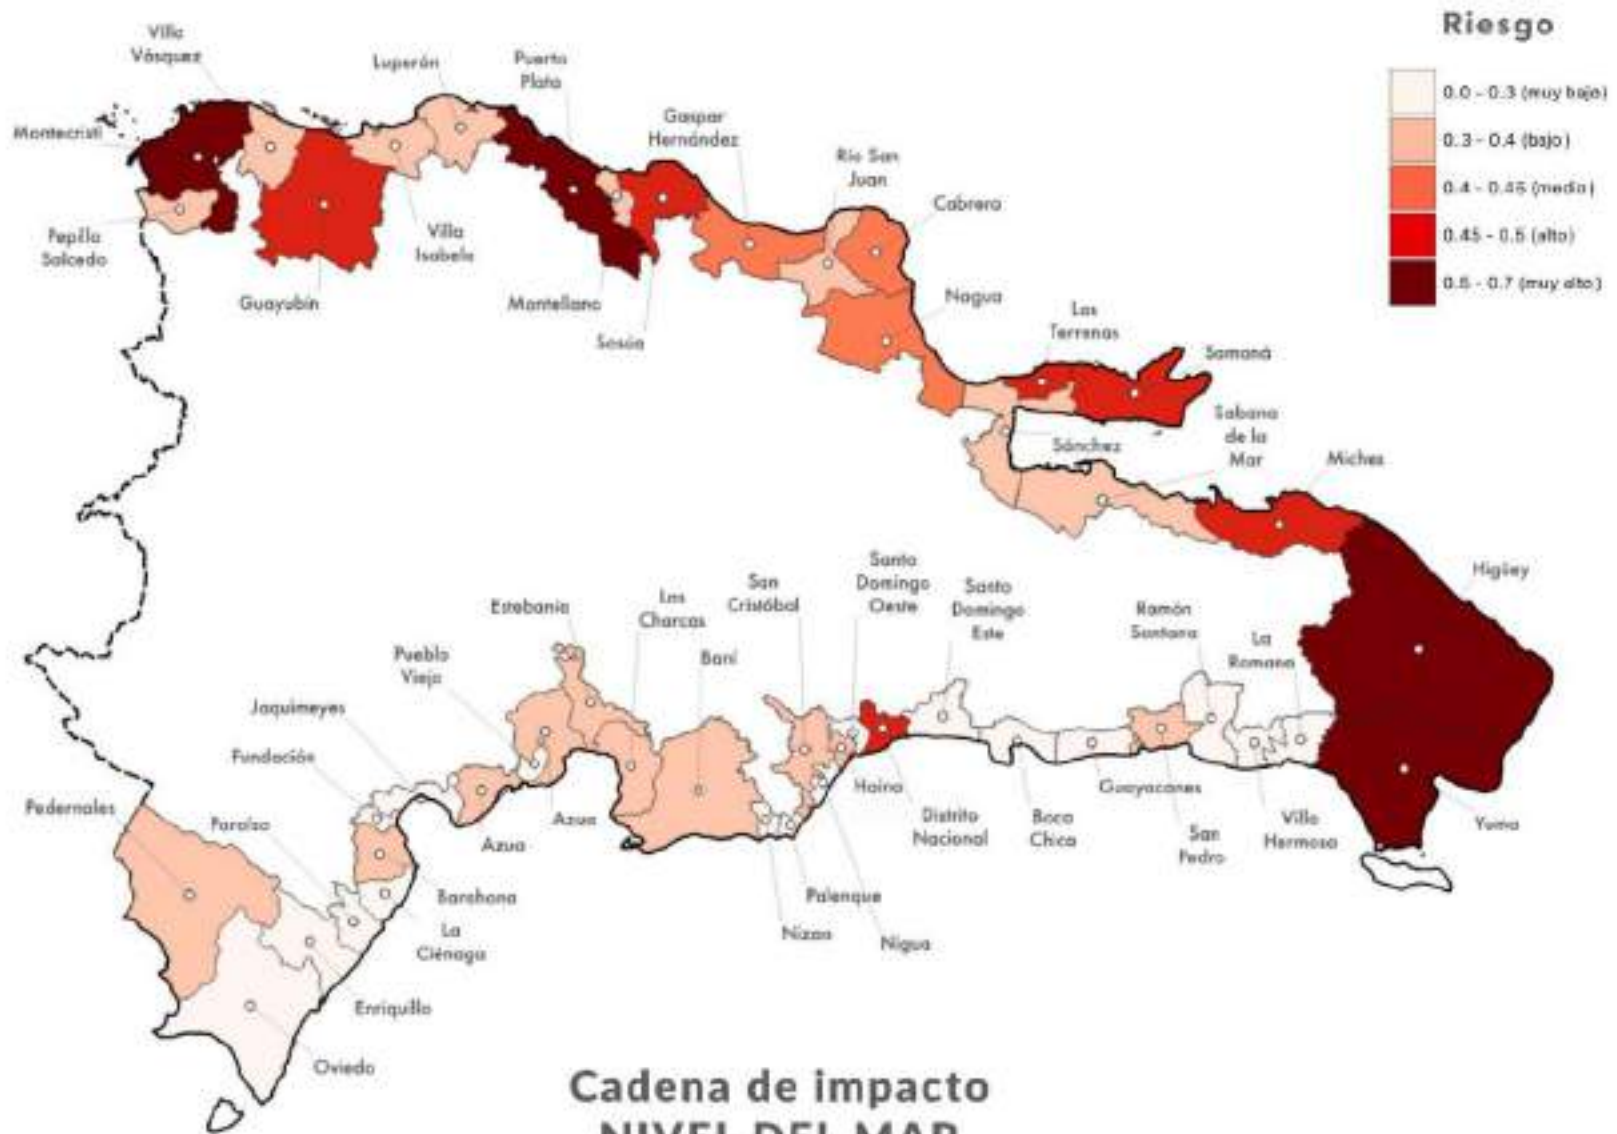 Riesgo
0.0 - 0.3 (muy bajo)
0.3 - 0.4 (bajo)
0.4 - 0.45 (medio)
0.45 - 0.5 (alto)
0.5 - 0.7 (muy alto)
Villa
Vásquez
Montecristi
Luperón
Puerto
Plata
Gaspar
Hernández
Río San
Juan
Cabrera
Pepillo
Salcedo
Guayubín
Villa
Isabela
Montellano
Sosúa
Nagua
Las
Terrenas
Samaná
Sánchez
Sabana
de la
Mar
Miches
Higüey
Estebanía
Las
Charcas
San
Cristóbal
Santo
Domingo
Oeste
Santo
Domingo
Este
Ramón
Santana
La
Romana
Pueblo
Viejo
Baní
Jaquimeyes
Fundación
Pedernales
Paraíso
Azua
Azua
Haina
Distrito
Nacional
Boca
Chica
Guayacanes
San
Pedro
Villa
Hermosa
Yuma
Barahona
La
Ciénaga
Palenque
Nizao
Nigua
Enriquillo
Oviedo
Cadena de impacto
NIVEL DEL MAR